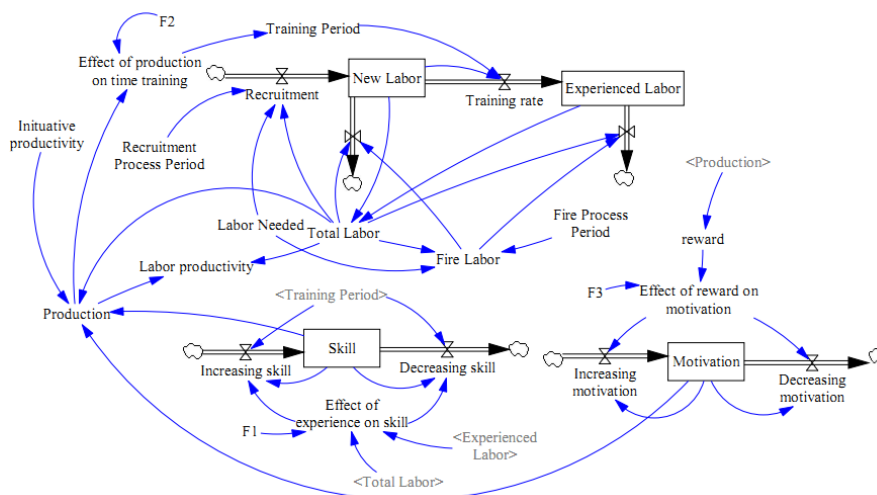 F2
Training Period
Effect of production
on time training
New Labor
Experienced Labor
Recruitment
Training rate
Inituative
productivity
Recruitment
Process Period
<Production>
Labor Needed
Total Labor
Fire Process
Period
Fire Labor
reward
Labor productivity
<Training Period>
F3
Effect of reward on
motivation
Production
Skill
Motivation
Increasing skill
Decreasing skill
Increasing
motivation
Decreasing
motivation
Effect of
experience on skill
F1
<Experienced
Labor>
<Total Labor>